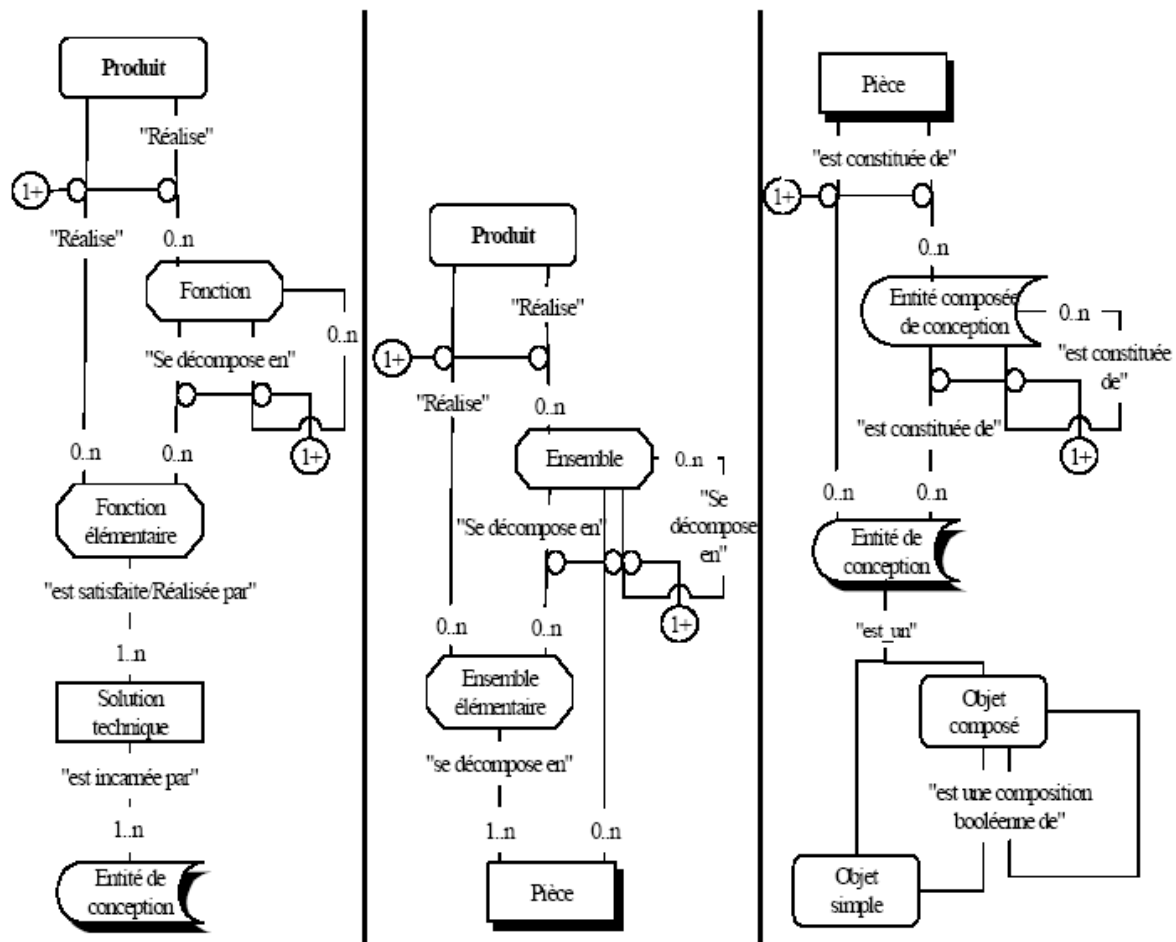 Produit
"Réalise"
1+
"Réalise"
0..n
Fonction
0..n
"Se décompose en"
1+
0..n
0..n
Fonction
élémentaire
"est satisfaite/Réalisée par"
1..n
Solution
technique
"est incarnée par"
1..n
Entité de
conception
Produit
"Réalise"
1+
"Réalise"
0..n
Ensemble
0..n
"Se
décompose
en"
"Se décompose en"
1+
0..n
0..n
Ensemble
élémentaire
"se décompose en"
1..n
0..n
Pièce
Pièce
"est constituée de"
1+
0..n
Entité composée
de conception
0..n
"est constituée
de"
"est constituée de"
1+
0..n
0..n
Entité de
conception
"est_un"
Objet
composé
"est une composition
booléenne de"
Objet
simple